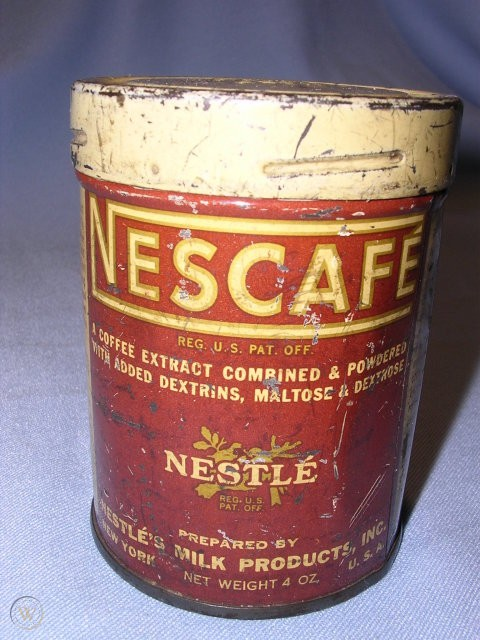 NESCAFÉ
REG. U.S. PAT. OFF.
A COFFEE EXTRACT COMBINED & POWDERED
WITH ADDED DEXTRINS, MALTOSE & DEXTROSE
NESTLÉ
REG. U.S.
PAT. OFF.
PREPARED BY
NESTLÉ'S MILK PRODUCTS, INC.
NEW YORK U.S.A.
NET WEIGHT 4 OZ.